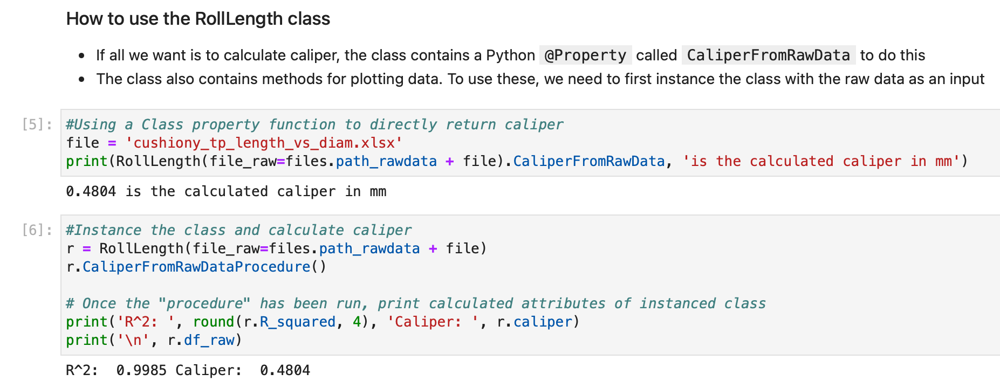 How to use the RollLength class
• If all we want is to calculate caliper, the class contains a Python @Property called CaliperFromRawData to do this
• The class also contains methods for plotting data. To use these, we need to first instance the class with the raw data as an input
[5]: #Using a Class property function to directly return caliper
file = 'cushiony_tp_length_vs_diam.xlsx'
print(RollLength(file_raw=files.path_rawdata + file).CaliperFromRawData, 'is the calculated caliper in mm')
0.4804 is the calculated caliper in mm
[6]: #Instance the class and calculate caliper
r = RollLength(file_raw=files.path_rawdata + file)
r.CaliperFromRawDataProcedure()
# Once the "procedure" has been run, print calculated attributes of instanced class
print('R^2: ', round(r.R_squared, 4), 'Caliper: ', r.caliper)
print('\n', r.df_raw)
R^2:  0.9985 Caliper:  0.4804